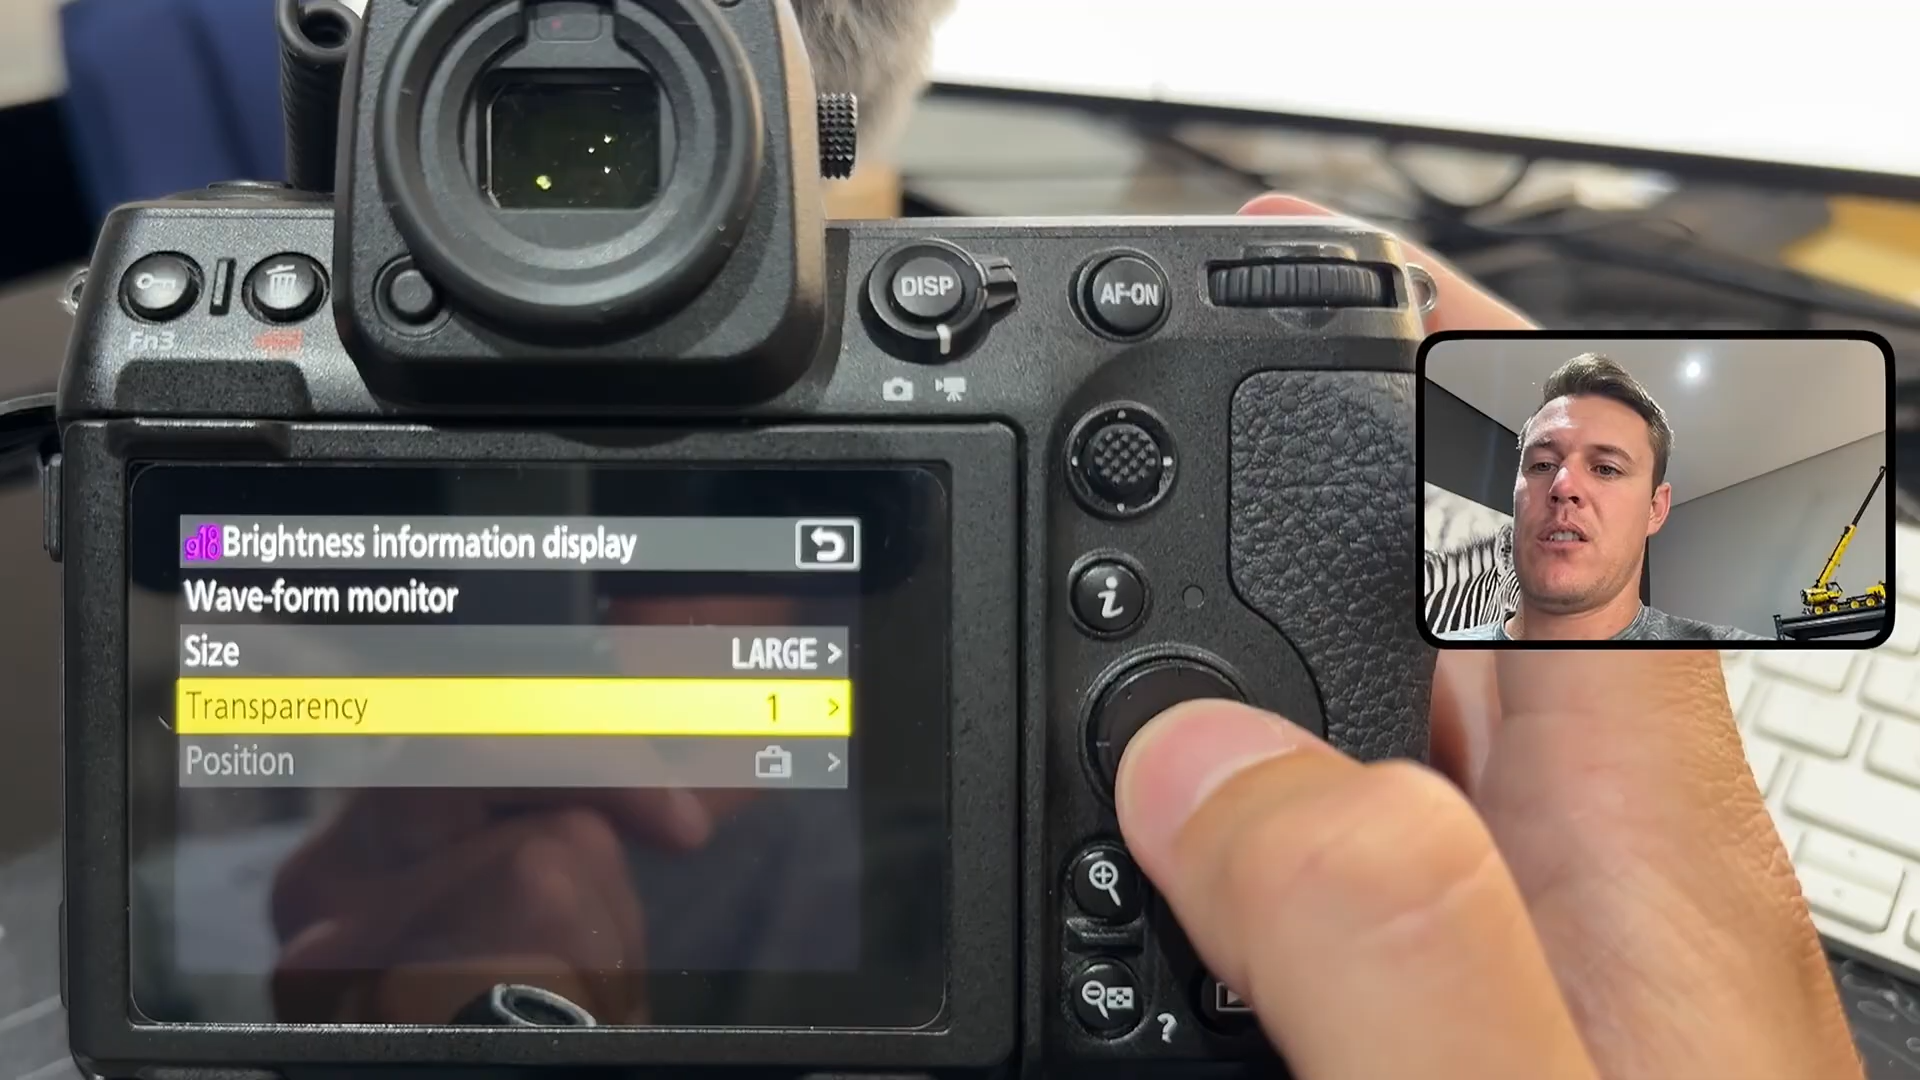 Fn3
DISP
AF-ON
g18 Brightness information display
Wave-form monitor
Size LARGE >
Transparency 1 >
Position >
i
?